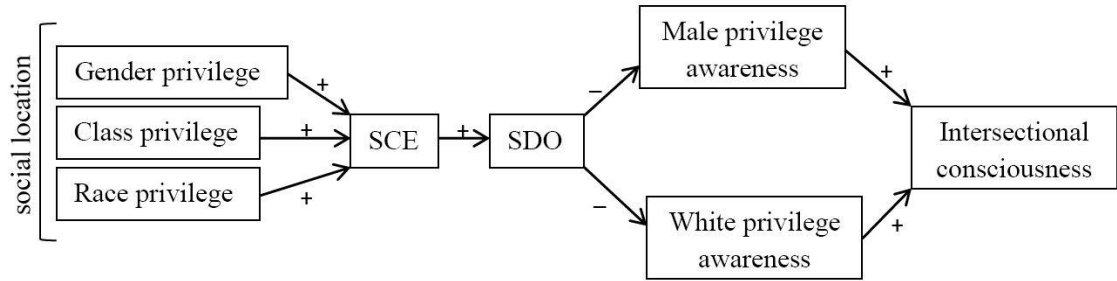 social location
Gender privilege
Class privilege
Race privilege
+
+
+
SCE
+
SDO
–
–
Male privilege
awareness
White privilege
awareness
+
+
Intersectional
consciousness